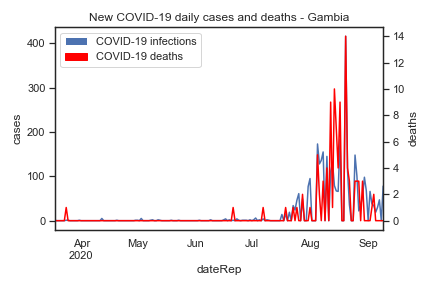 New COVID-19 daily cases and deaths - Gambia
COVID-19 infections
COVID-19 deaths
400
300
200
100
0
cases
14
12
10
8
6
4
2
0
deaths
Apr May Jun Jul Aug Sep
2020
dateRep